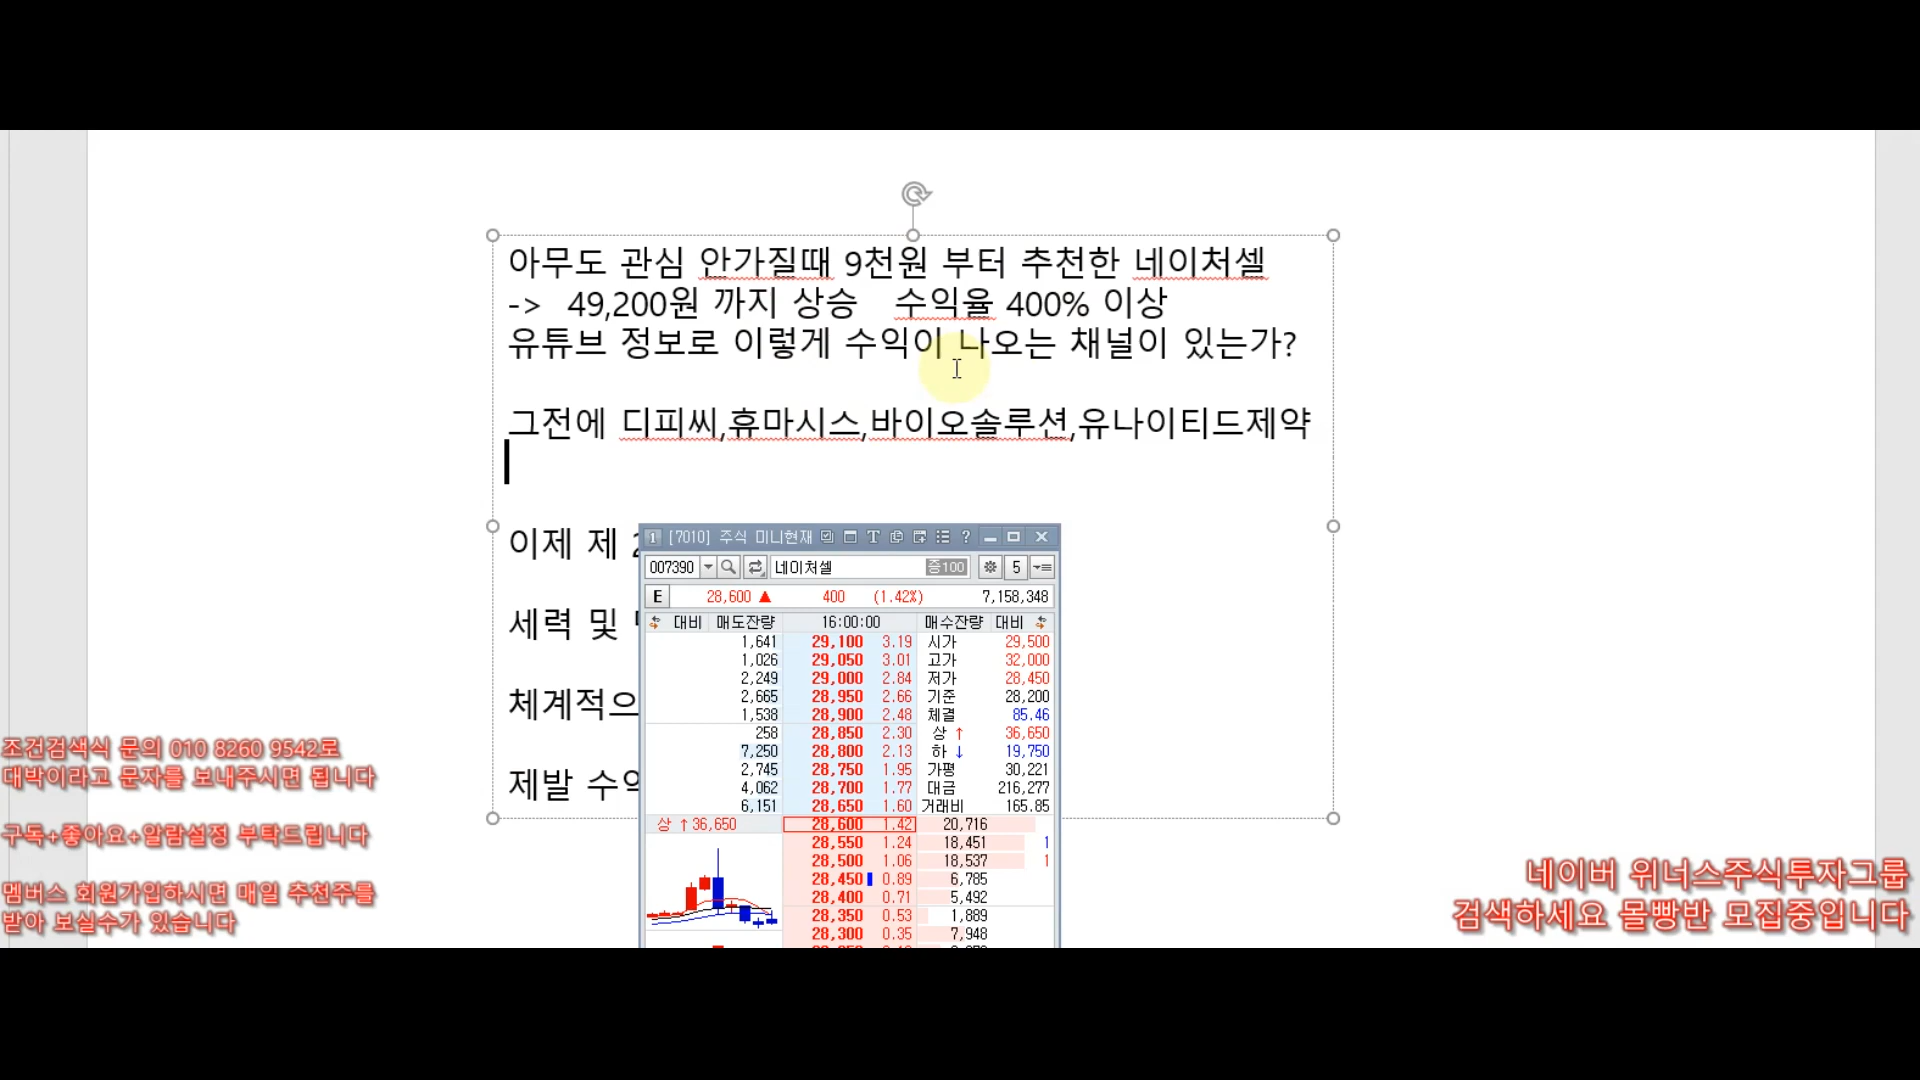 아무도 관심 안가질때 9천원 부터 추천한 네이처셀
-> 49,200원 까지 상승 수익율 400% 이상
유튜브 정보로 이렇게 수익이 나오는 채널이 있는가?
그전에 디피씨,휴마시스,바이오솔루션,유나이티드제약
이제 제
세력 및
체계적으
제발 수익
1 [7010] 주식 미니현재 T ?
007390 네이처셀 증100 5
E 28,600 ▲ 400 (1.42%) 7,158,348
대비 매도잔량 16:00:00 매수잔량 대비
1,641 29,100 3.19 시가 29,500
1,026 29,050 3.01 고가 32,000
2,249 29,000 2.84 저가 28,450
2,665 28,950 2.66 기준 28,200
1,538 28,900 2.48 체결 85.46
258 28,850 2.30 상 ↑ 36,650
7,250 28,800 2.13 하 ↓ 19,750
2,745 28,750 1.95 가평 30,221
4,062 28,700 1.77 대금 216,277
6,151 28,650 1.60 거래비 165.85
상 ↑ 36,650 28,600 1.42 20,716
28,550 1.24 18,451 1
28,500 1.06 18,537 1
28,450 0.89 6,785
28,400 0.71 5,492
28,350 0.53 1,889
28,300 0.35 7,948
조건검색식 문의 010 8260 9542로
대박이라고 문자를 보내주시면 됩니다
구독+좋아요+알람설정 부탁드립니다
멤버스 회원가입하시면 매일 추천주를
받아 보실수가 있습니다
네이버 위너스주식투자그룹
검색하세요 몰빵반 모집중입니다